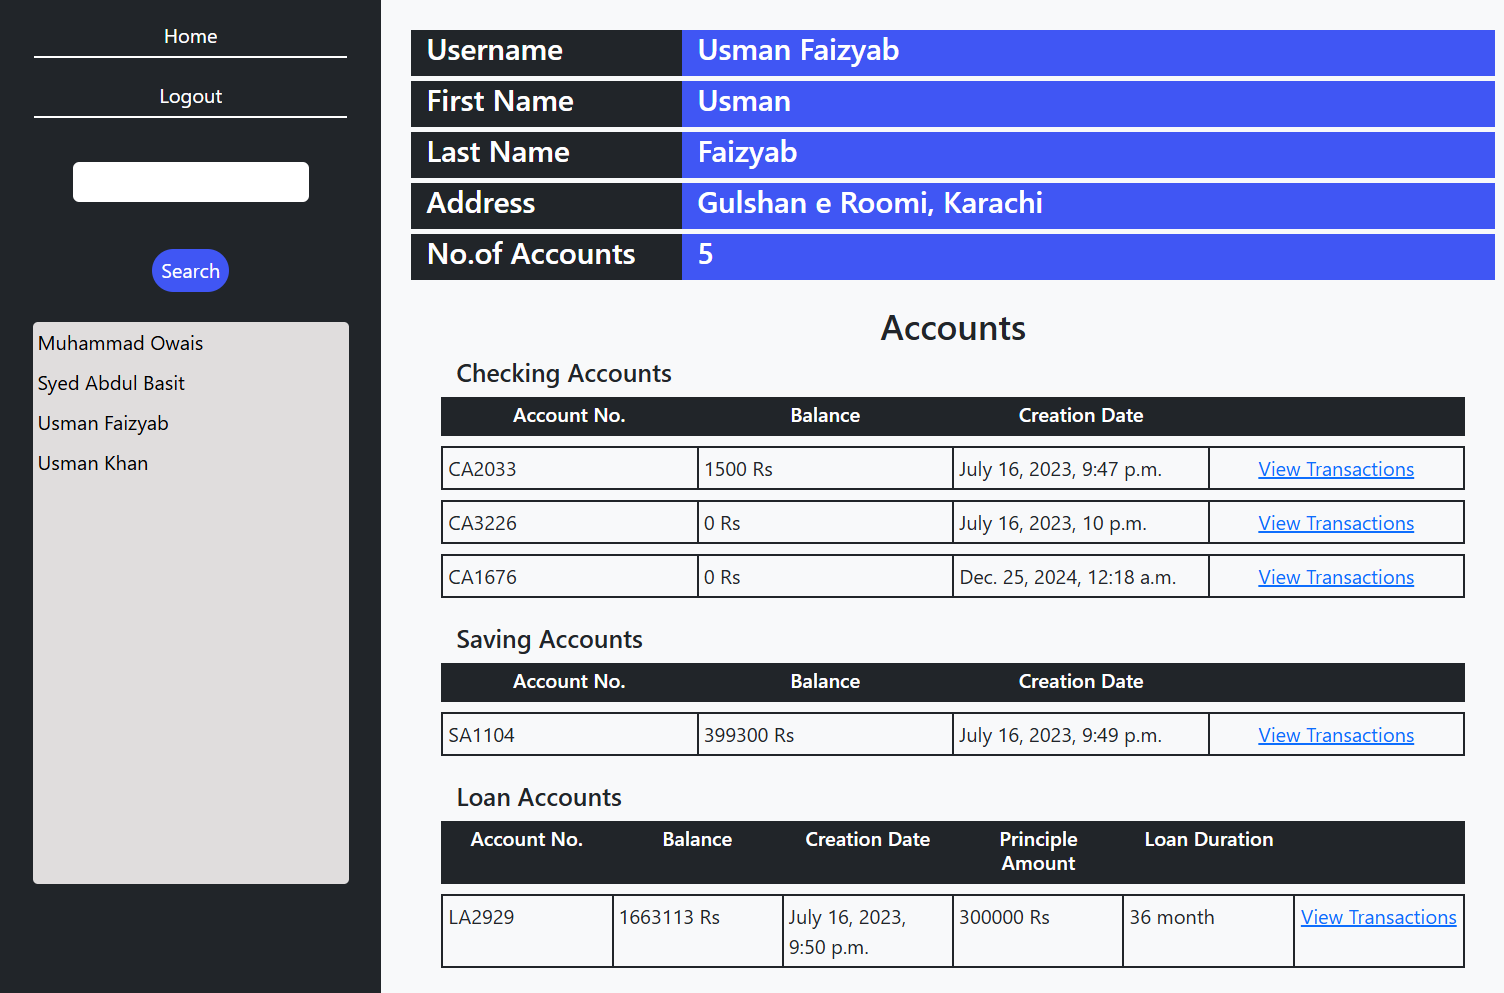 Home
Logout
Search
Muhammad Owais
Syed Abdul Basit
Usman Faizyab
Usman Khan
Username Usman Faizyab
First Name Usman
Last Name Faizyab
Address Gulshan e Roomi, Karachi
No.of Accounts 5
Accounts
Checking Accounts
Account No. Balance Creation Date
CA2033 1500 Rs July 16, 2023, 9:47 p.m. View Transactions
CA3226 0 Rs July 16, 2023, 10 p.m. View Transactions
CA1676 0 Rs Dec. 25, 2024, 12:18 a.m. View Transactions
Saving Accounts
Account No. Balance Creation Date
SA1104 399300 Rs July 16, 2023, 9:49 p.m. View Transactions
Loan Accounts
Account No. Balance Creation Date Principle Loan Duration
Amount
LA2929 1663113 Rs July 16, 2023, 300000 Rs 36 month View Transactions
9:50 p.m.